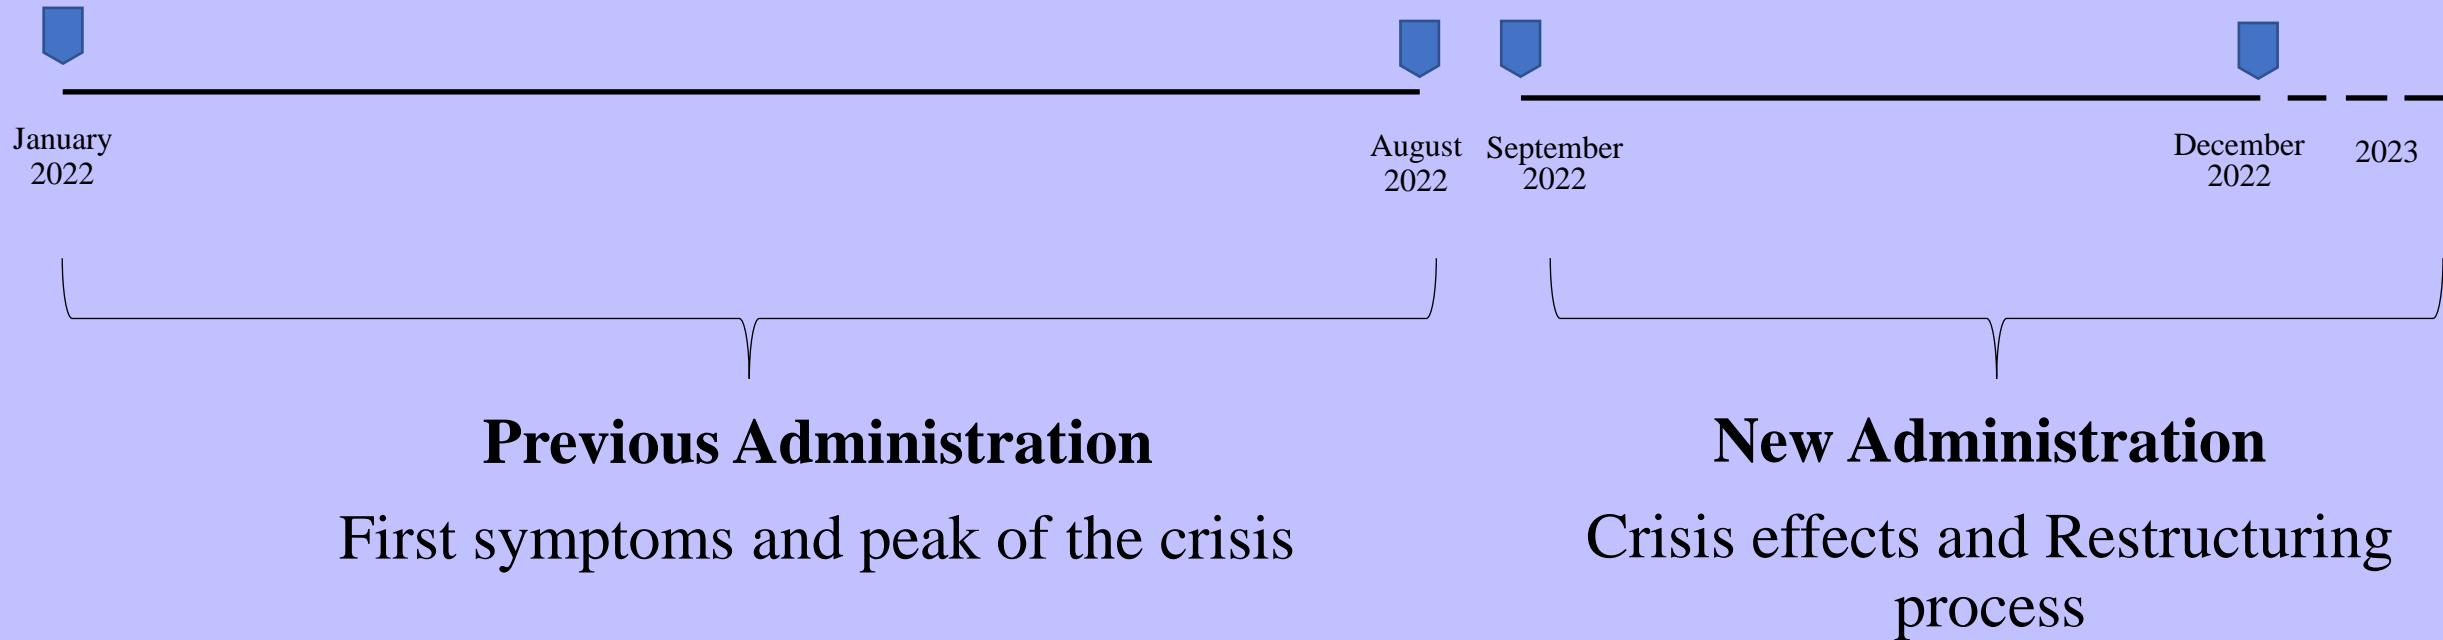 January
2022
August
2022
September
2022
December
2022
2023
Previous Administration
First symptoms and peak of the crisis
New Administration
Crisis effects and Restructuring
process